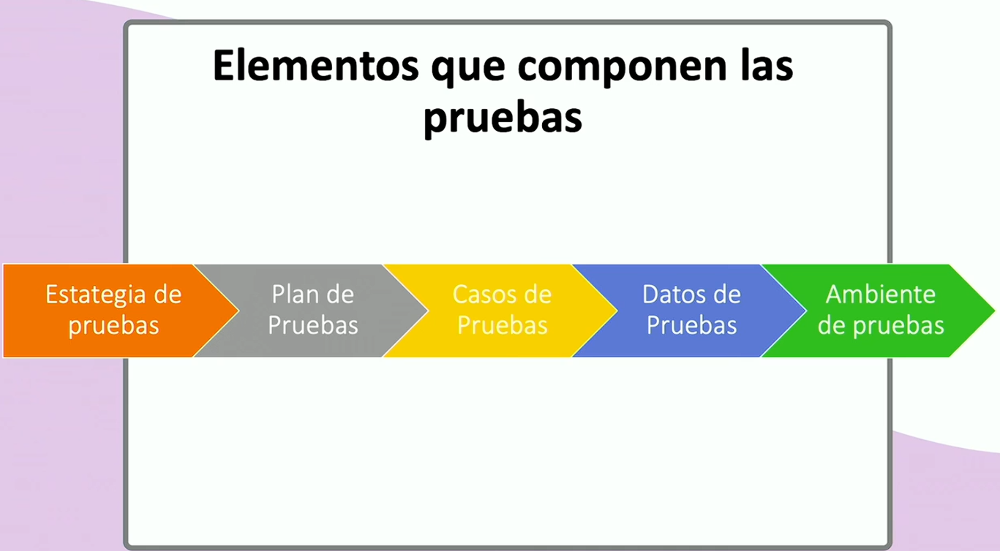 Elementos que componen las
pruebas
Estategia de
pruebas
Plan de
Pruebas
Casos de
Pruebas
Datos de
Pruebas
Ambiente
de pruebas